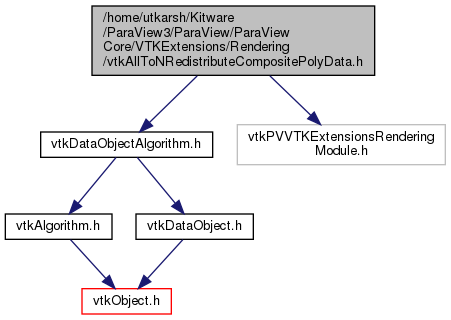 /home/utkarsh/Kitware
/ParaView3/ParaView/ParaView
Core/VTKExtensions/Rendering
/vtkAllToNRedistributeCompositePolyData.h
vtkDataObjectAlgorithm.h
vtkPVVTKExtensionsRendering
Module.h
vtkAlgorithm.h
vtkDataObject.h
vtkObject.h